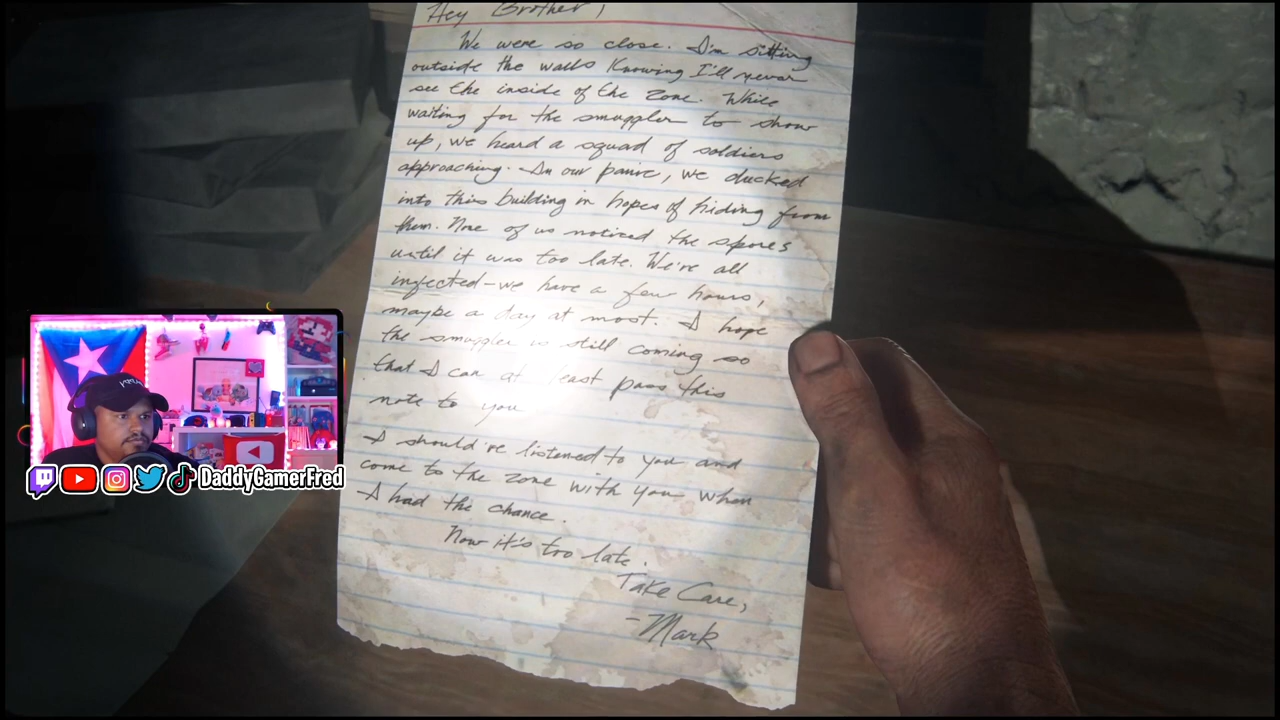 Hey Brother,
We were so close. I'm sitting
outside the walls knowing I'll never
see the inside of the zone. While
waiting for the smuggler to show
up, we heard a squad of soldiers
approaching. In our panic, we ducked
into this building in hopes of hiding from
them. None of us noticed the spores
until it was too late. We're all
infected - we have a few hours,
maybe a day at most. I hope
the smuggler is still coming so
that I can at least pass this
note to you
I should've listened to you and
come to the zone with you when
I had the chance.
Now it's too late.
Take Care,
-Mark
DaddyGamerFred